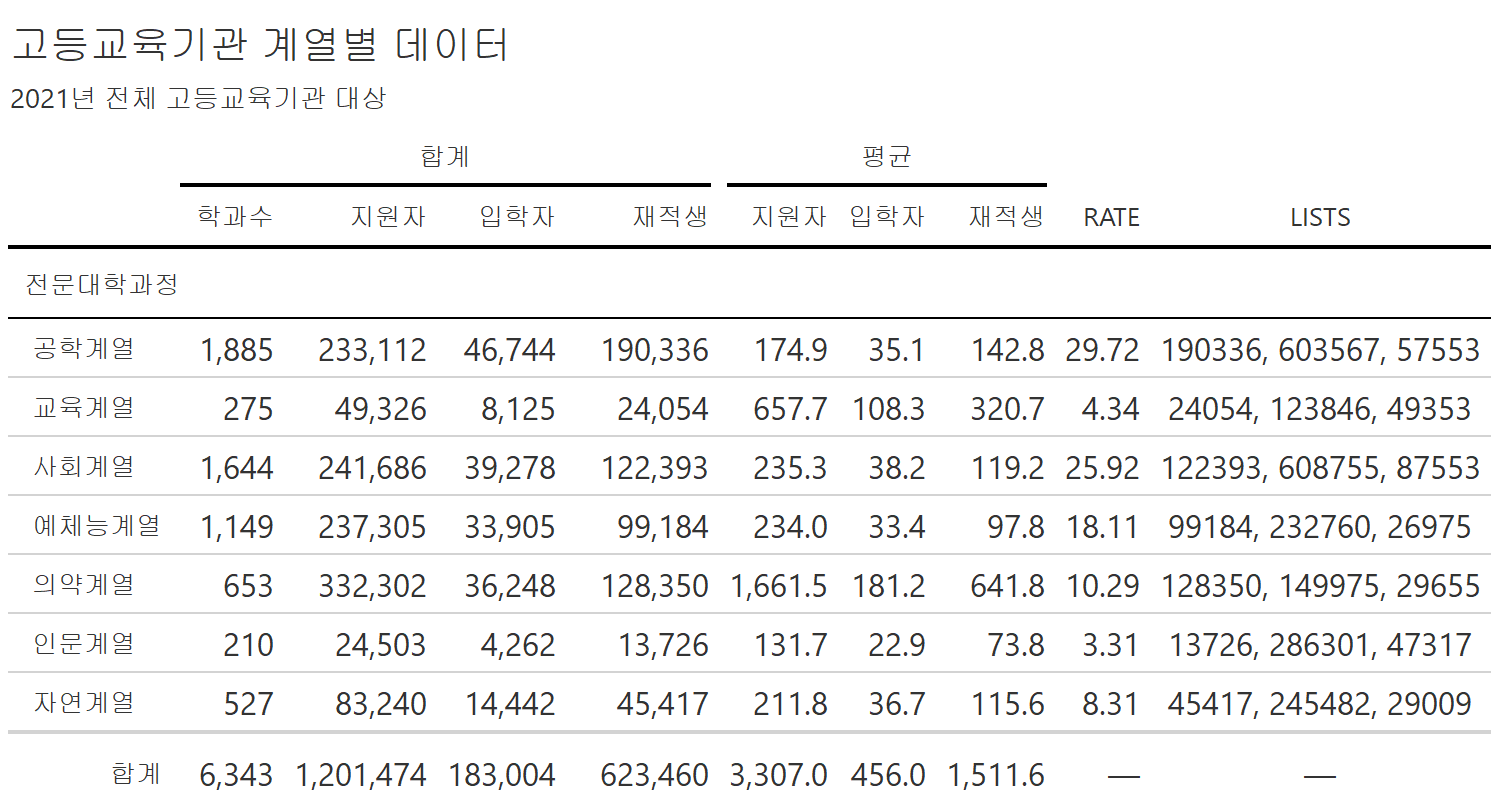 고등교육기관 계열별 데이터
2021년 전체 고등교육기관 대상
합계 평균
학과수 지원자 입학자 재적생 지원자 입학자 재적생 RATE LISTS
전문대학과정
공학계열 1,885 233,112 46,744 190,336 174.9 35.1 142.8 29.72 190336, 603567, 57553
교육계열 275 49,326 8,125 24,054 657.7 108.3 320.7 4.34 24054, 123846, 49353
사회계열 1,644 241,686 39,278 122,393 235.3 38.2 119.2 25.92 122393, 608755, 87553
예체능계열 1,149 237,305 33,905 99,184 234.0 33.4 97.8 18.11 99184, 232760, 26975
의약계열 653 332,302 36,248 128,350 1,661.5 181.2 641.8 10.29 128350, 149975, 29655
인문계열 210 24,503 4,262 13,726 131.7 22.9 73.8 3.31 13726, 286301, 47317
자연계열 527 83,240 14,442 45,417 211.8 36.7 115.6 8.31 45417, 245482, 29009
합계 6,343 1,201,474 183,004 623,460 3,307.0 456.0 1,511.6 — —